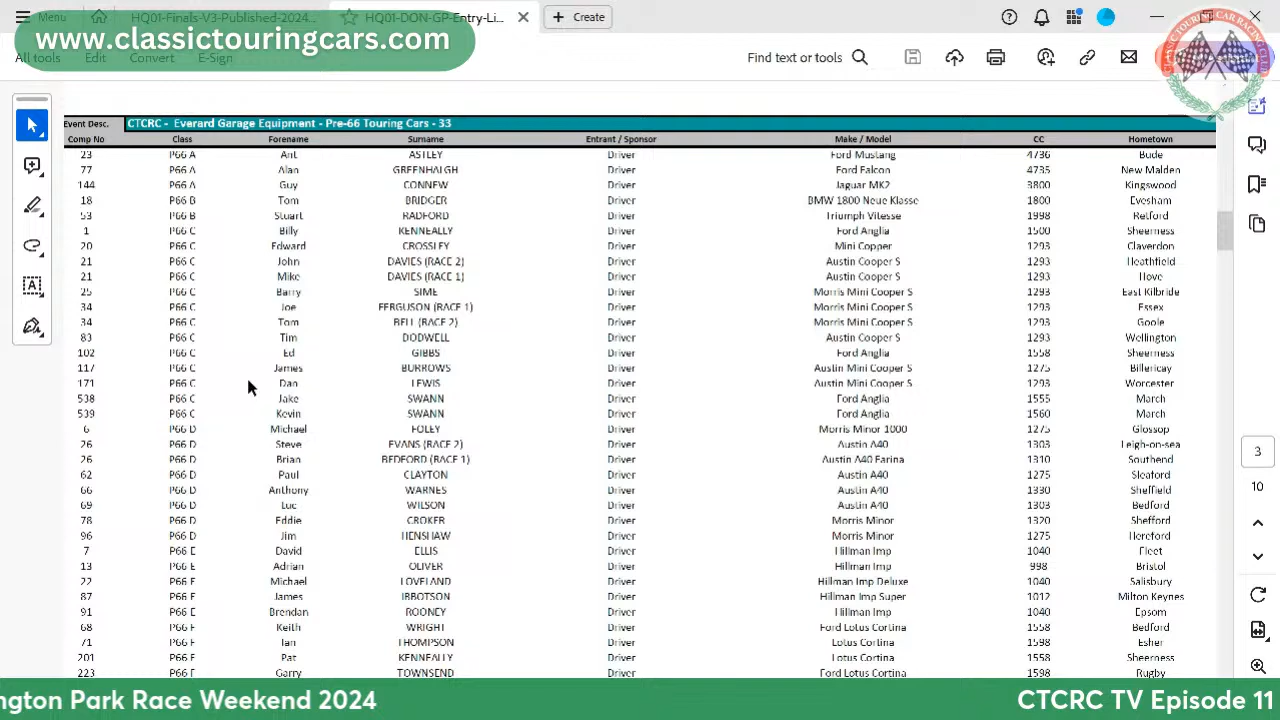 Menu HQ01-Finals-V3-Published-2024... HQ01-DON-GP-Entry-Li... Create
www.classictouringcars.com
All tools Edit Convert E-Sign Find text or tools
Event Desc. CTCRC - Everard Garage Equipment - Pre-66 Touring Cars - 33
Comp No Class Forename Surname Entrant / Sponsor Make / Model CC Hometown
23 P66 A Ant ASTLEY Driver Ford Mustang 4736 Bude
77 P66 A Alan GREENHALGH Driver Ford Falcon 4735 New Malden
144 P66 A Guy CONNEW Driver Jaguar MK2 3800 Kingswood
18 P66 B Tom BRIDGER Driver BMW 1800 Neue Klasse 1800 Evesham
53 P66 B Stuart RADFORD Driver Triumph Vitesse 1998 Retford
1 P66 C Billy KENNEALLY Driver Ford Anglia 1500 Sheerness
20 P66 C Edward CROSSLEY Driver Mini Copper 1293 Claverdon
21 P66 C John DAVIES (RACE 2) Driver Austin Cooper S 1293 Heathfield
21 P66 C Mike DAVIES (RACE 1) Driver Austin Cooper S 1293 Hove
25 P66 C Barry SIME Driver Morris Mini Cooper S 1293 East Kilbride
34 P66 C Joe FERGUSON (RACE 1) Driver Morris Mini Cooper S 1293 Essex
34 P66 C Tom BELL (RACE 2) Driver Morris Mini Cooper S 1293 Goole
83 P66 C Tim DODWELL Driver Austin Cooper S 1293 Wellington
102 P66 C Ed GIBBS Driver Ford Anglia 1558 Sheerness
117 P66 C James BURROWS Driver Austin Mini Cooper S 1275 Billericay
171 P66 C Dan LEWIS Driver Austin Mini Cooper S 1293 Worcester
538 P66 C Jake SWANN Driver Ford Anglia 1555 March
539 P66 C Kevin SWANN Driver Ford Anglia 1560 March
6 P66 D Michael FOLEY Driver Morris Minor 1000 1275 Glossop
26 P66 D Steve EVANS (RACE 2) Driver Austin A40 1303 Leigh-on-sea
26 P66 D Brian BEDFORD (RACE 1) Driver Austin A40 Farina 1310 Southend
62 P66 D Paul CLAYTON Driver Austin A40 1275 Sleaford
66 P66 D Anthony WARNES Driver Austin A40 1330 Sheffield
69 P66 D Luc WILSON Driver Austin A40 1303 Bedford
78 P66 D Eddie CROKER Driver Morris Minor 1320 Shefford
96 P66 D Jim HENSHAW Driver Morris Minor 1275 Hereford
7 P66 E David ELLIS Driver Hillman Imp 1040 Fleet
13 P66 E Adrian OLIVER Driver Hillman Imp 998 Bristol
22 P66 E Michael LOVELAND Driver Hillman Imp Deluxe 1040 Salisbury
87 P66 E James IBBOTSON Driver Hillman Imp Super 1012 Milton Keynes
91 P66 E Brendan ROONEY Driver Hillman Imp 1040 Epsom
68 P66 F Keith WRIGHT Driver Ford Lotus Cortina 1558 Bedford
71 P66 F Ian THOMPSON Driver Lotus Cortina 1598 Esher
201 P66 F Pat KENNEALLY Driver Lotus Cortina 1558 Sheerness
223 P66 F Garry TOWNSEND Driver Ford Lotus Cortina 1598 Rugby
3
10
ngton Park Race Weekend 2024 CTCRC TV Episode 11